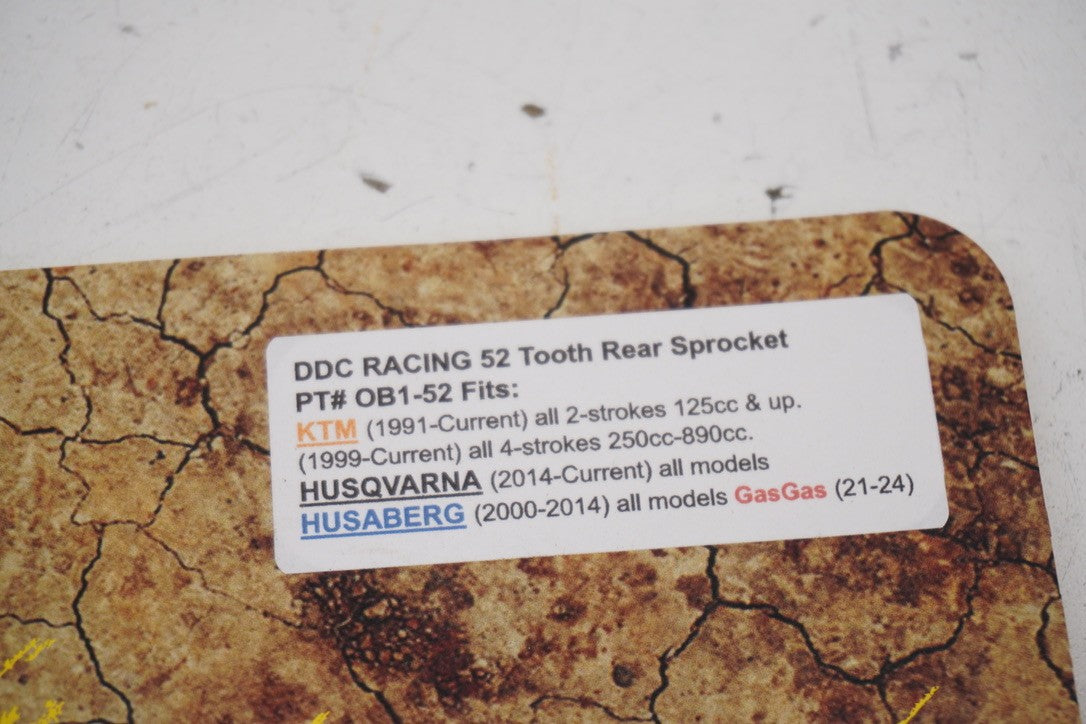 DDC RACING 52 Tooth Rear Sprocket
PT# OB1-52 Fits:
KTM (1991-Current) all 2-strokes 125cc & up.
(1999-Current) all 4-strokes 250cc-890cc.
HUSQVARNA (2014-Current) all models
HUSABERG (2000-2014) all models GasGas (21-24)